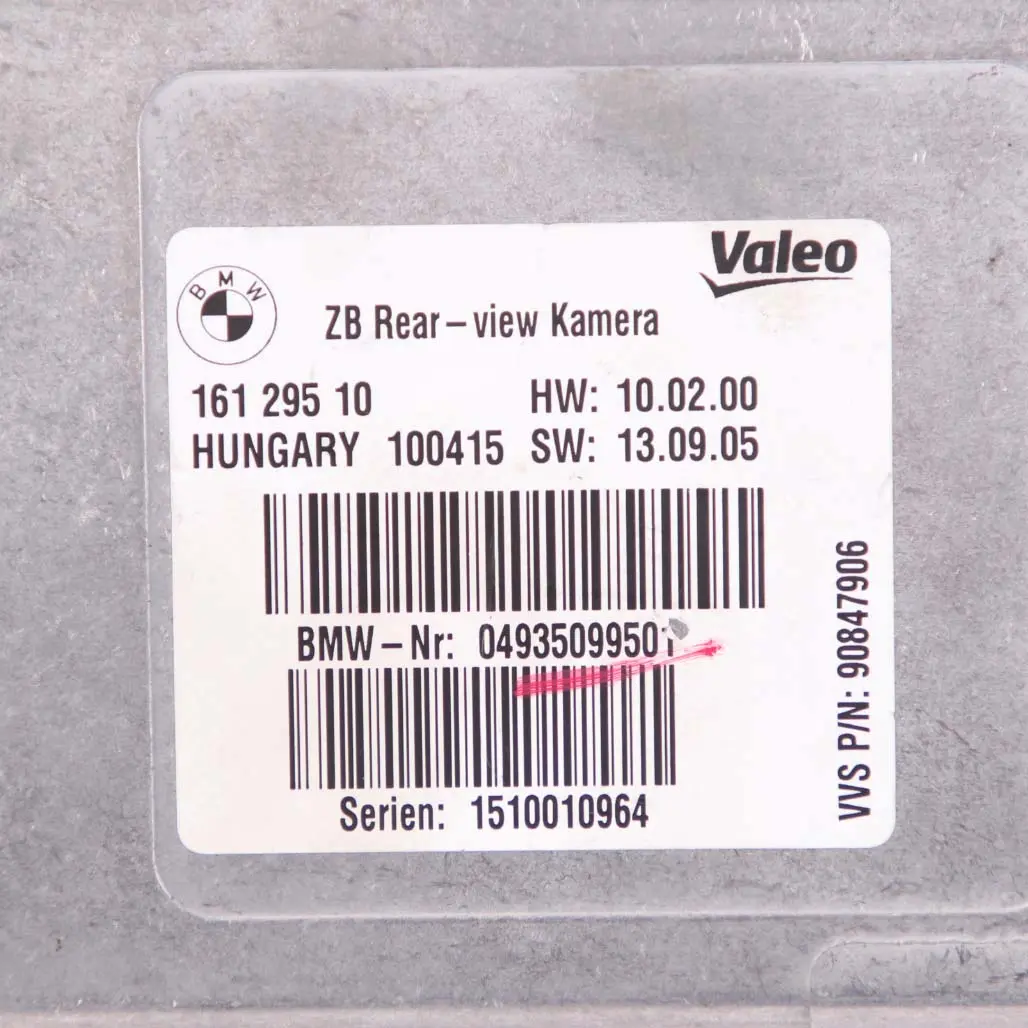 Valeo
BMW
ZB Rear-view Kamera
161 295 10 HW: 10.02.00
HUNGARY 100415 SW: 13.09.05
BMW-Nr: 04935099501
Serien: 1510010964
VVS P/N: 90847906